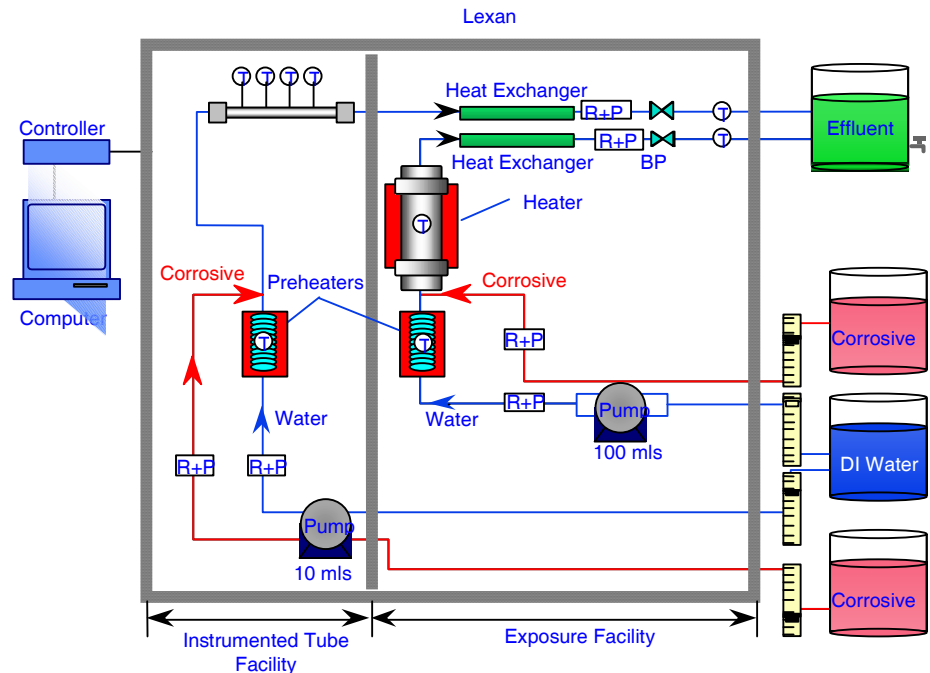 Lexan
T T T T
Heat Exchanger
R+P
T
Effluent
Controller
R+P
T
Heat Exchanger
BP
Heater
T
Corrosive
Preheaters
Corrosive
Computer
T
T
R+P
Corrosive
Water
Water
R+P
Pump
100 mls
DI Water
R+P
R+P
Pump
10 mls
Corrosive
Instrumented Tube
Facility
Exposure Facility